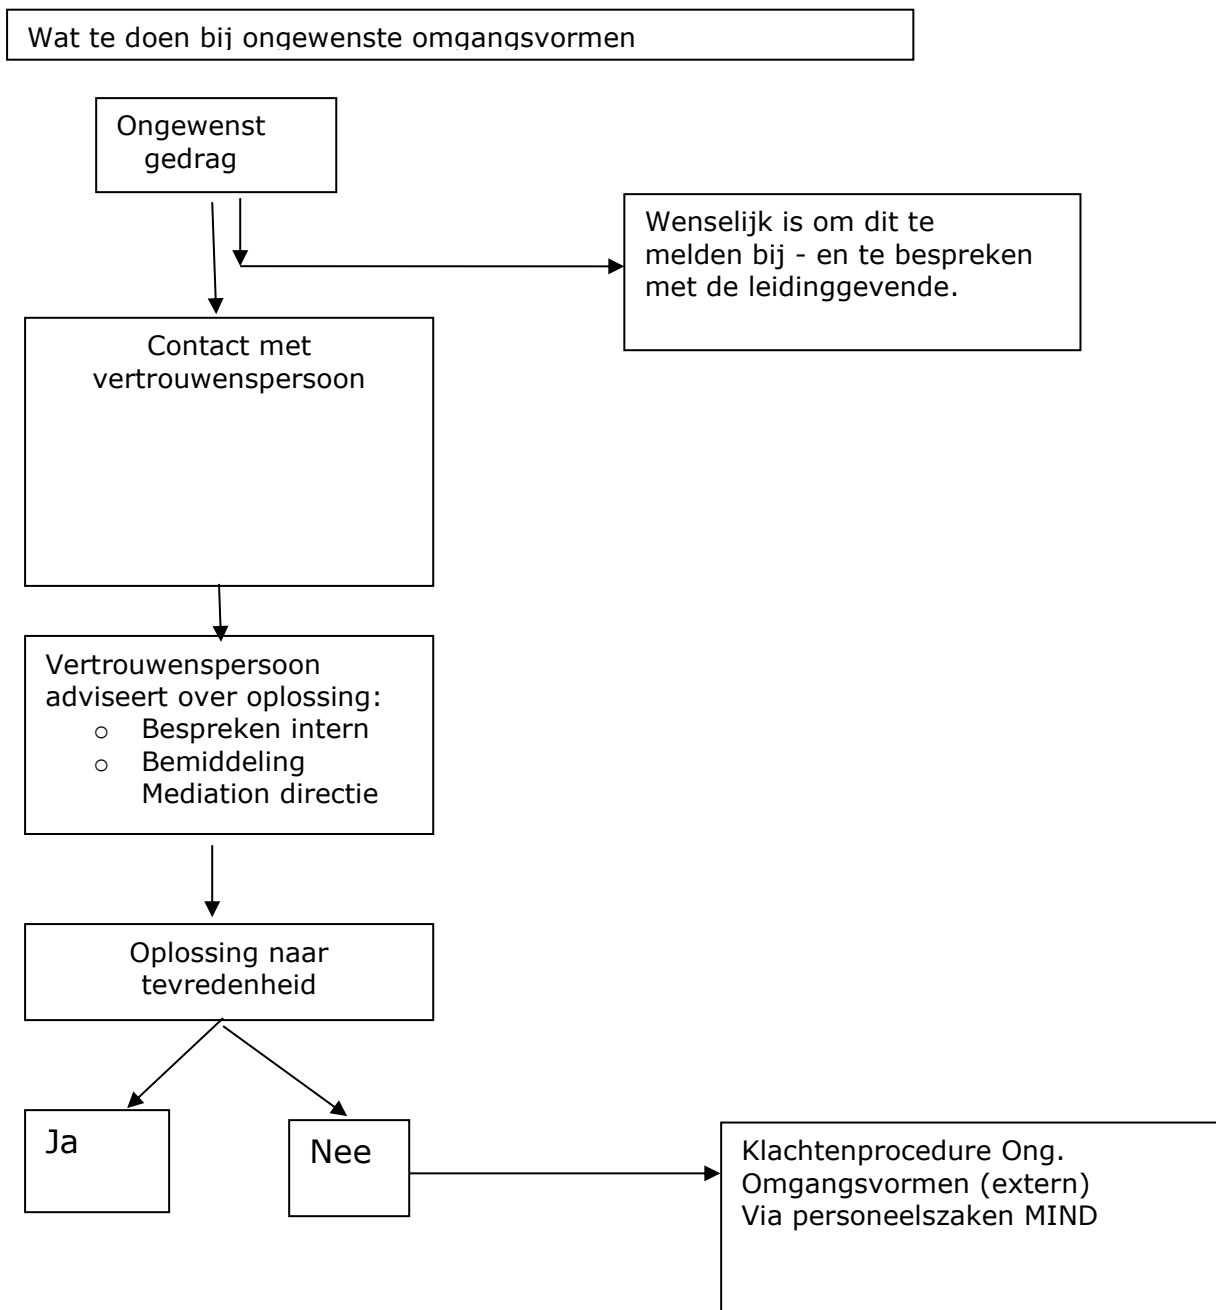 Wat te doen bij ongewenste omgangsvormen
Ongewenst
gedrag
Wenselijk is om dit te
melden bij - en te bespreken
met de leidinggevende.
Contact met
vertrouwenspersoon
Vertrouwenspersoon
adviseert over oplossing:
o Bespreken intern
o Bemiddeling
Mediation directie
Oplossing naar
tevredenheid
Ja
Nee
Klachtenprocedure Ong.
Omgangsvormen (extern)
Via personeelszaken MIND